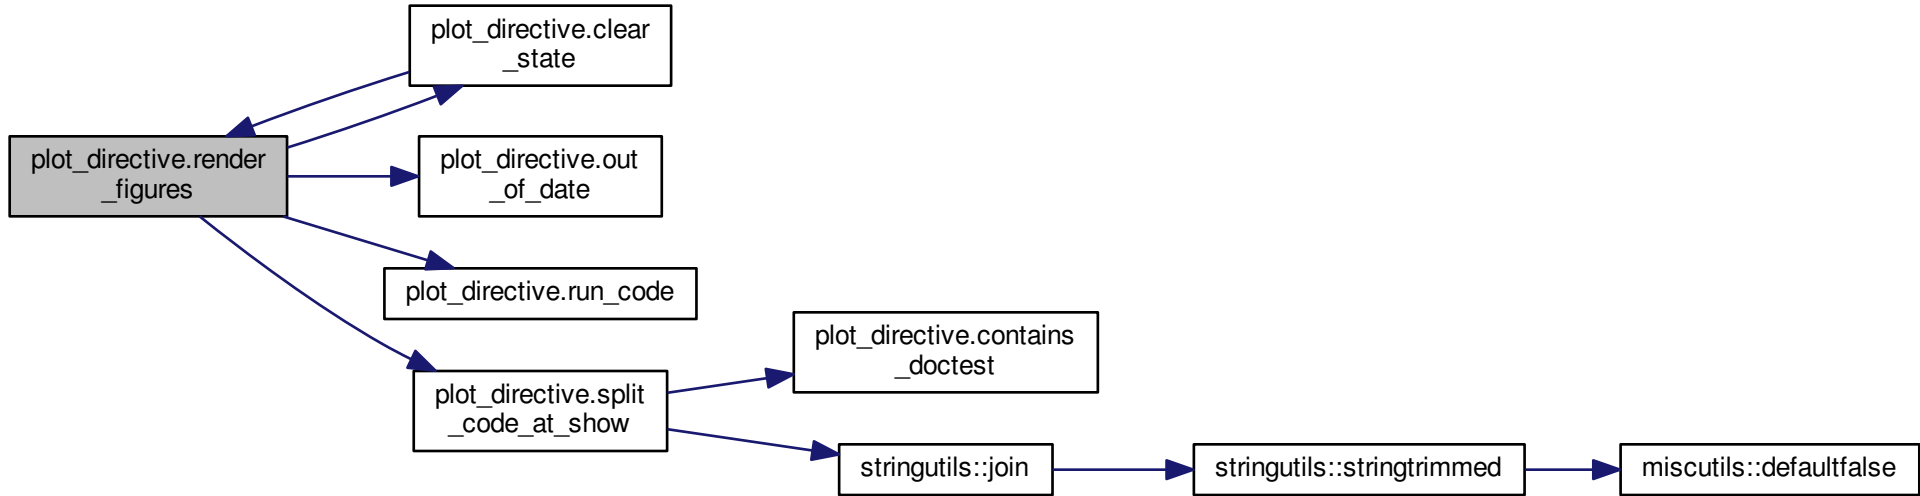 plot_directive.render
_figures
plot_directive.clear
_state
plot_directive.out
_of_date
plot_directive.run_code
plot_directive.split
_code_at_show
plot_directive.contains
_doctest
stringutils::join
stringutils::stringtrimmed
miscutils::defaultfalse